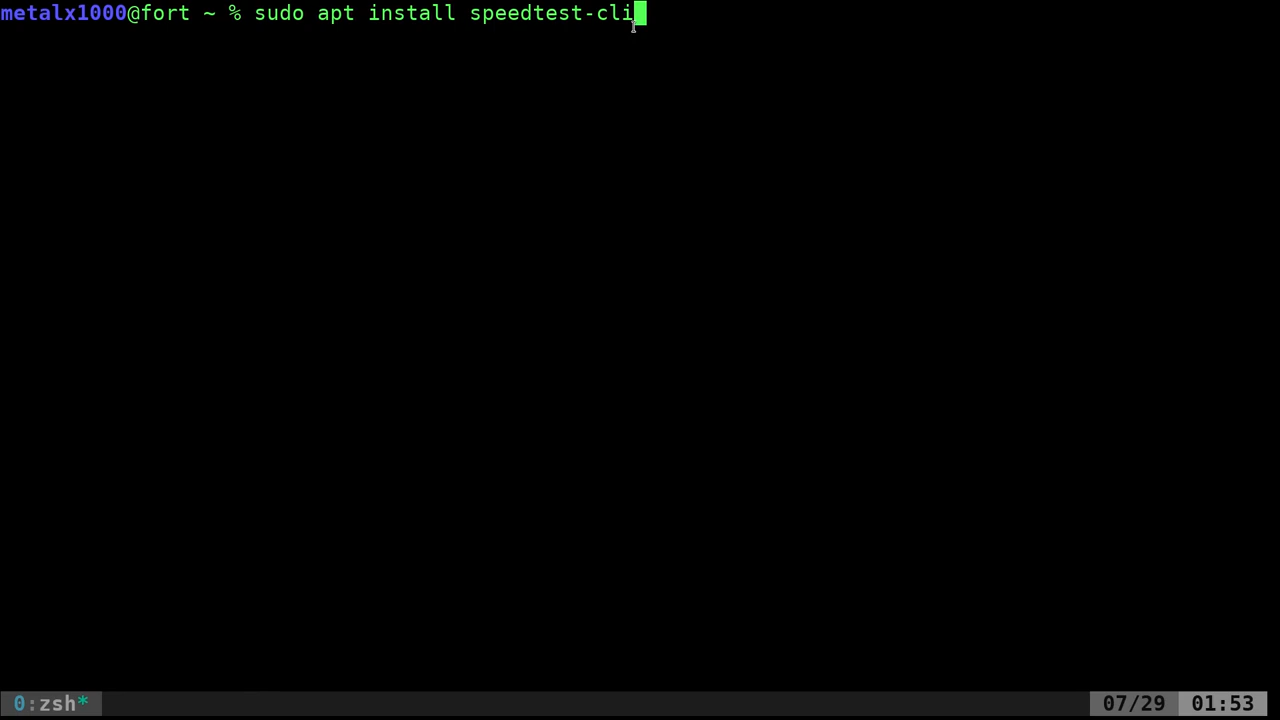 metalx1000@fort ~ % sudo apt install speedtest-cli
0:zsh* 07/29 01:53